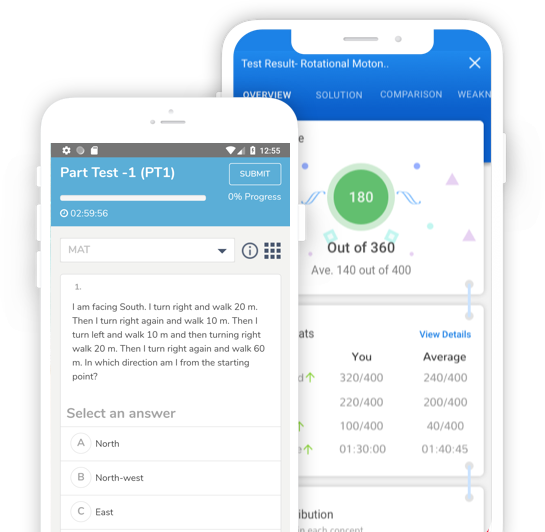 Test Result- Rotational Moton..
OVERVIEW SOLUTION COMPARISON WEAKN
180
Out of 360
Ave. 140 out of 400
View Details
You Average
320/400 240/400
220/400 200/400
100/400 40/400
01:30:00 01:40:45
ibution
in each concept
12:55
Part Test -1 (PT1)
SUBMIT
0% Progress
02:59:56
MAT
1.
I am facing South. I turn right and walk 20 m.
Then I turn right again and walk 10 m. Then I
turn left and walk 10 m and then turning right
walk 20 m. Then I turn right again and walk 60
m. In which direction am I from the starting
point?
Select an answer
A North
B North-west
C East